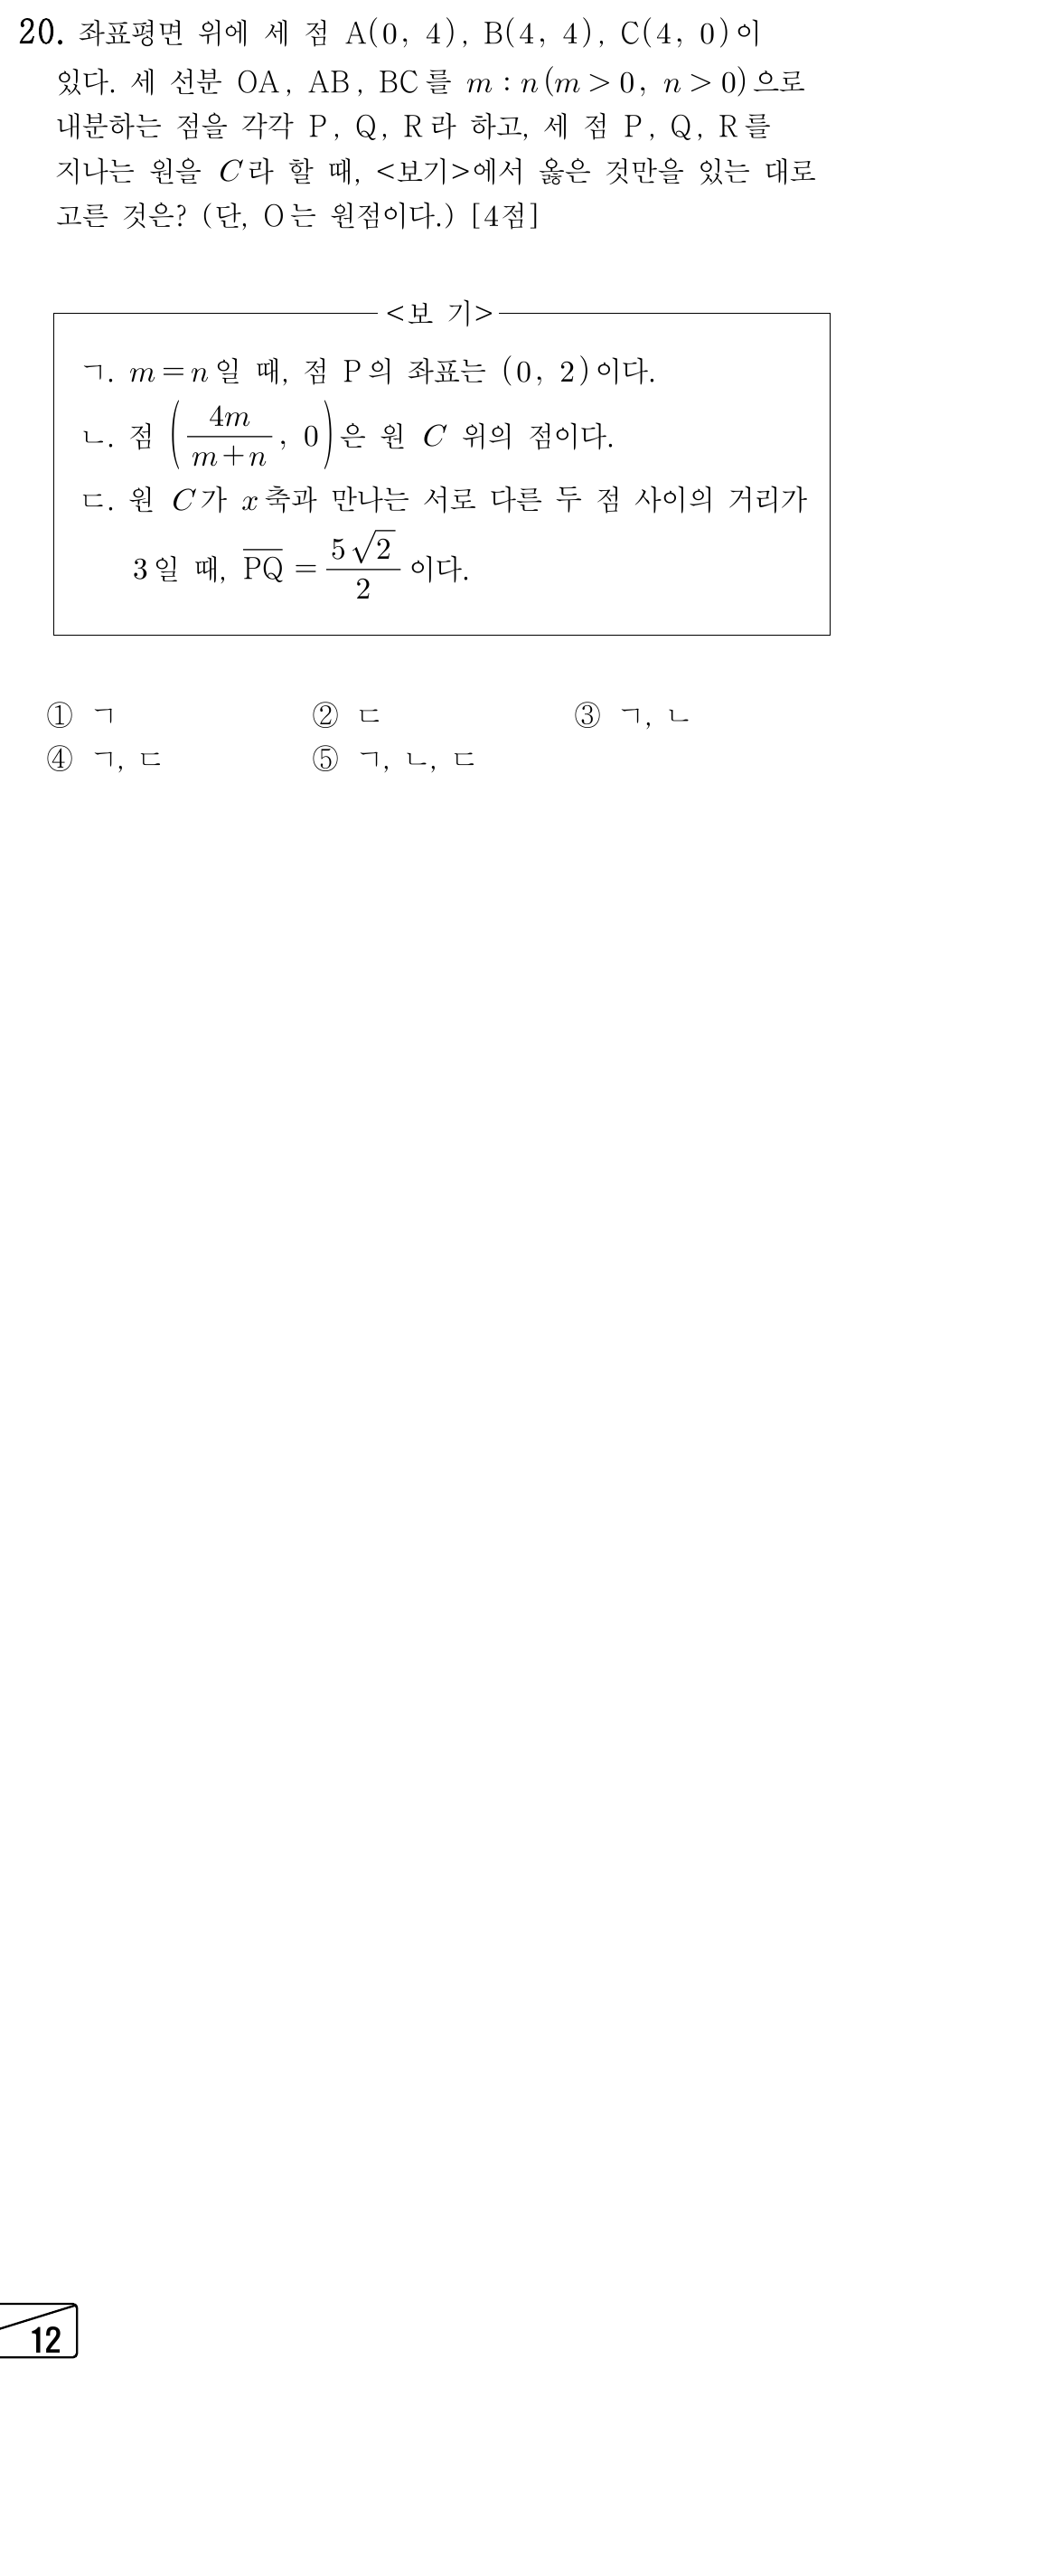 20. 좌표평면 위에 세 점 A(0, 4), B(4, 4), C(4, 0)이
있다. 세 선분 OA, AB, BC를 m : n (m > 0, n > 0)으로
내분하는 점을 각각 P, Q, R라 하고, 세 점 P, Q, R를
지나는 원을 C라 할 때, <보기>에서 옳은 것만을 있는 대로
고른 것은? (단, O는 원점이다.) [4점]
<보 기>
ㄱ. m = n일 때, 점 P의 좌표는 (0, 2)이다.
ㄴ. 점 (4m/(m+n), 0)은 원 C 위의 점이다.
ㄷ. 원 C가 x축과 만나는 서로 다른 두 점 사이의 거리가
3일 때, \overline{PQ} = 5√2/2 이다.
① ㄱ ② ㄷ ③ ㄱ, ㄴ
④ ㄱ, ㄷ ⑤ ㄱ, ㄴ, ㄷ
12